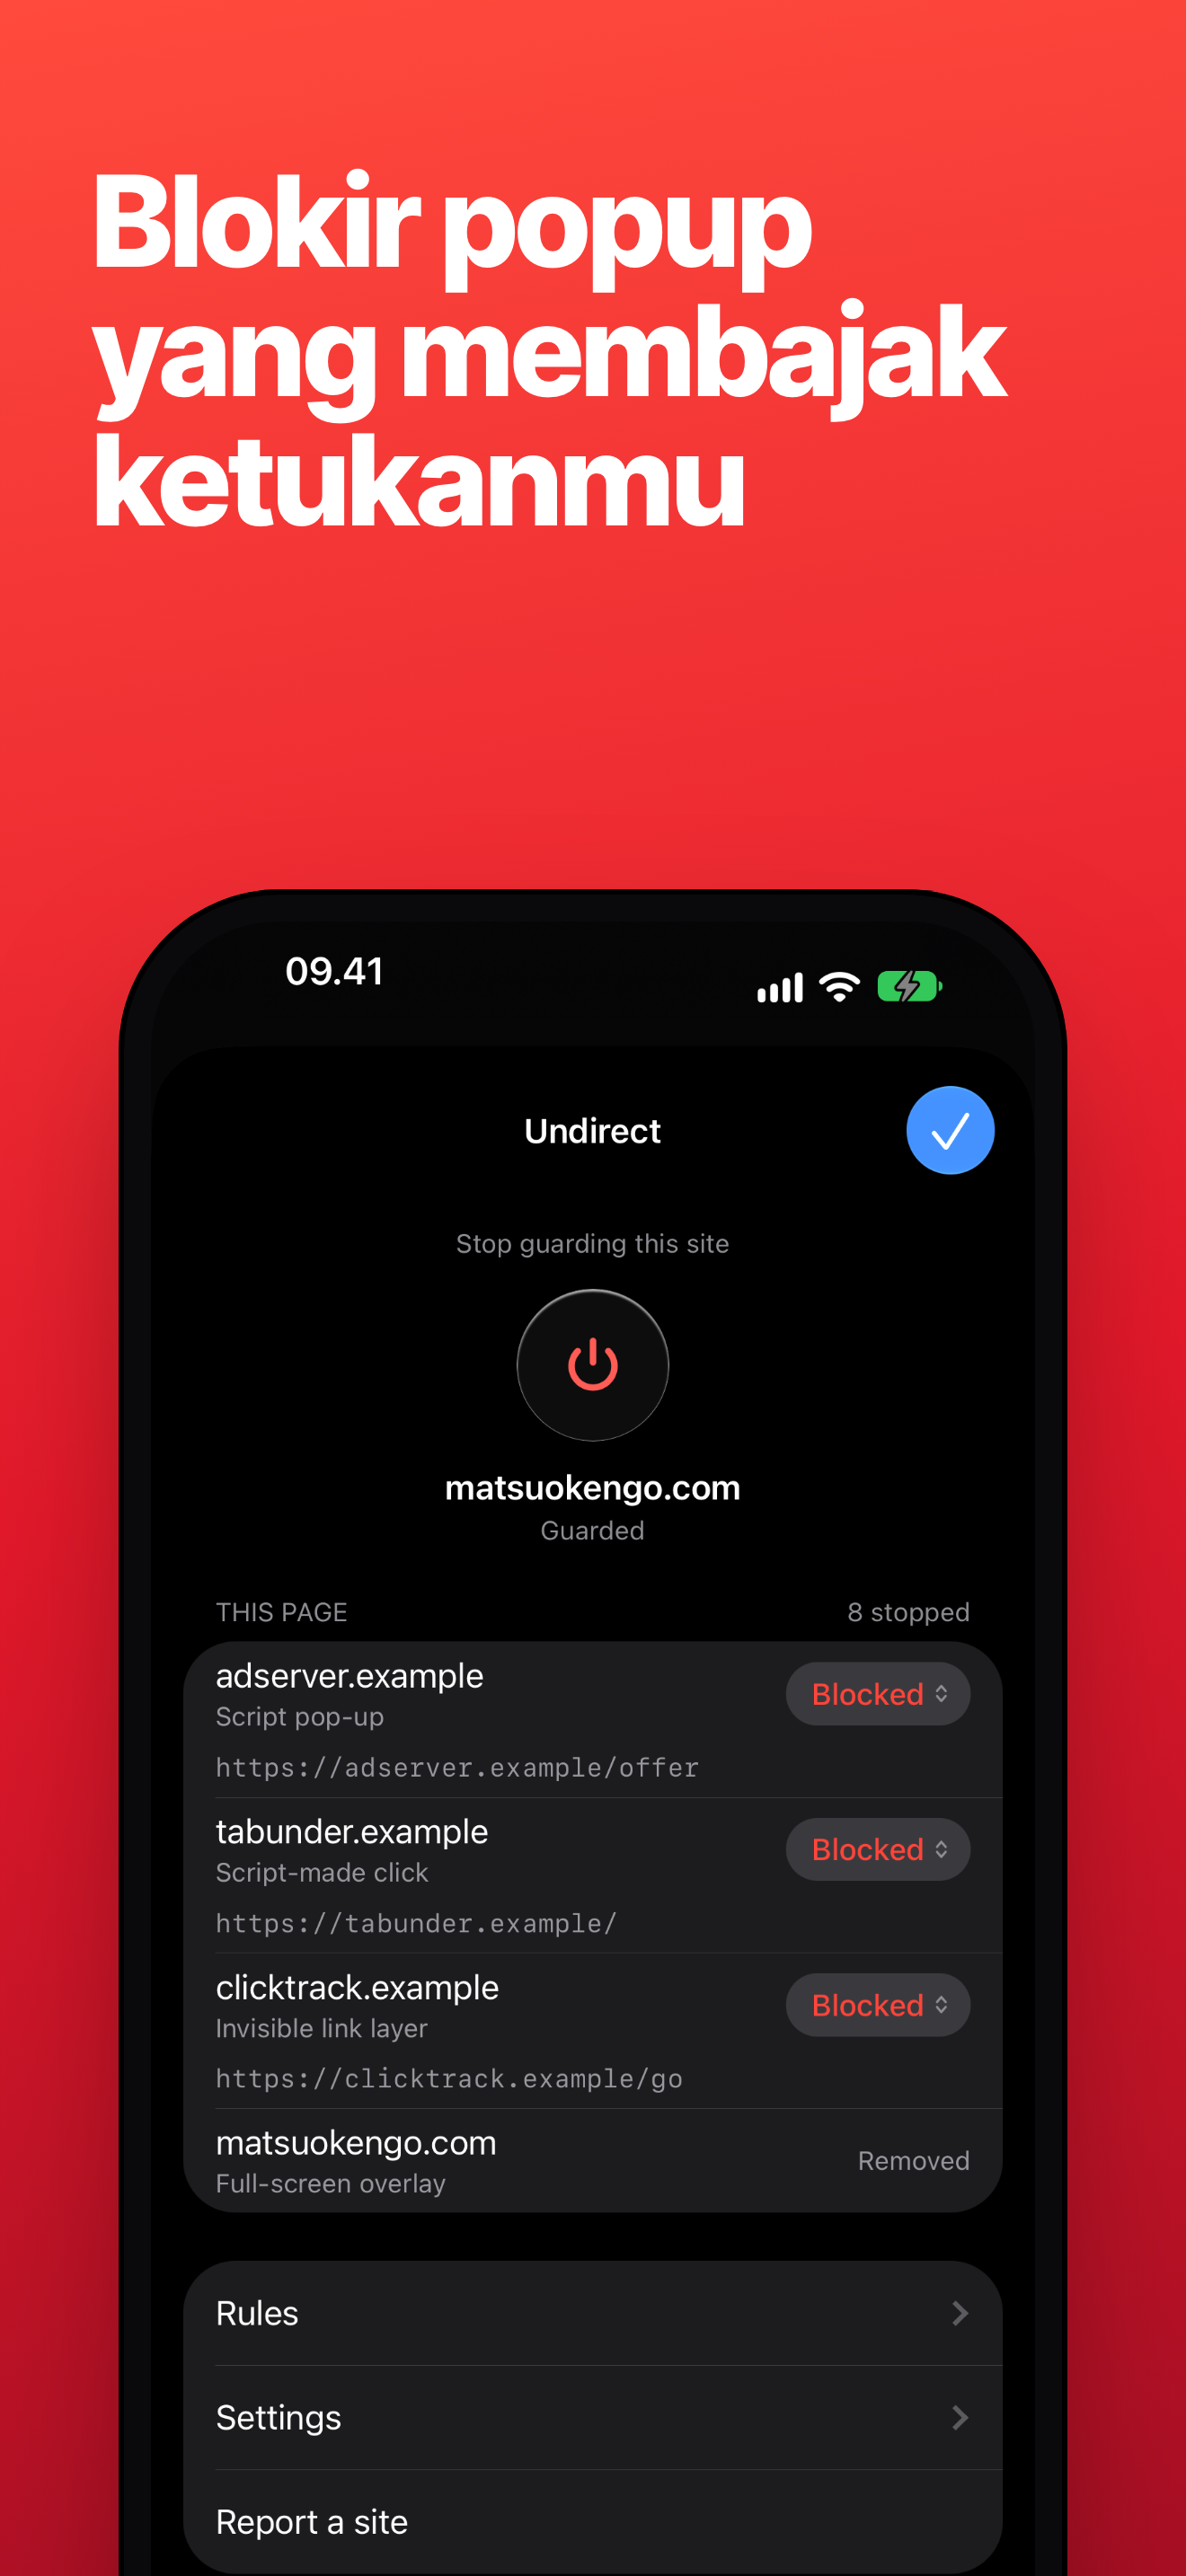 Blokir popup
yang membajak
ketukanmu
09.41
Undirect
Stop guarding this site
matsuokengo.com
Guarded
THIS PAGE 8 stopped
adserver.example Blocked
Script pop-up
https://adserver.example/offer
tabunder.example Blocked
Script-made click
https://tabunder.example/
clicktrack.example Blocked
Invisible link layer
https://clicktrack.example/go
matsuokengo.com Removed
Full-screen overlay
Rules
Settings
Report a site